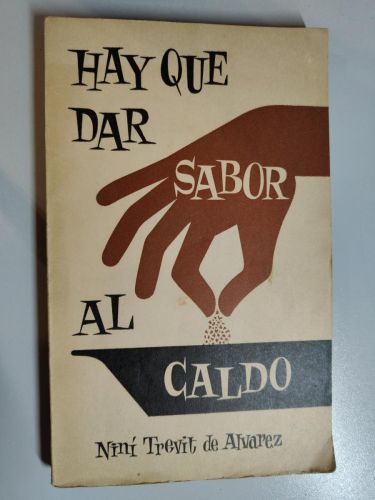 HAY QUE
DAR
SABOR
AL
CALDO
Niní Trevit de Alvarez